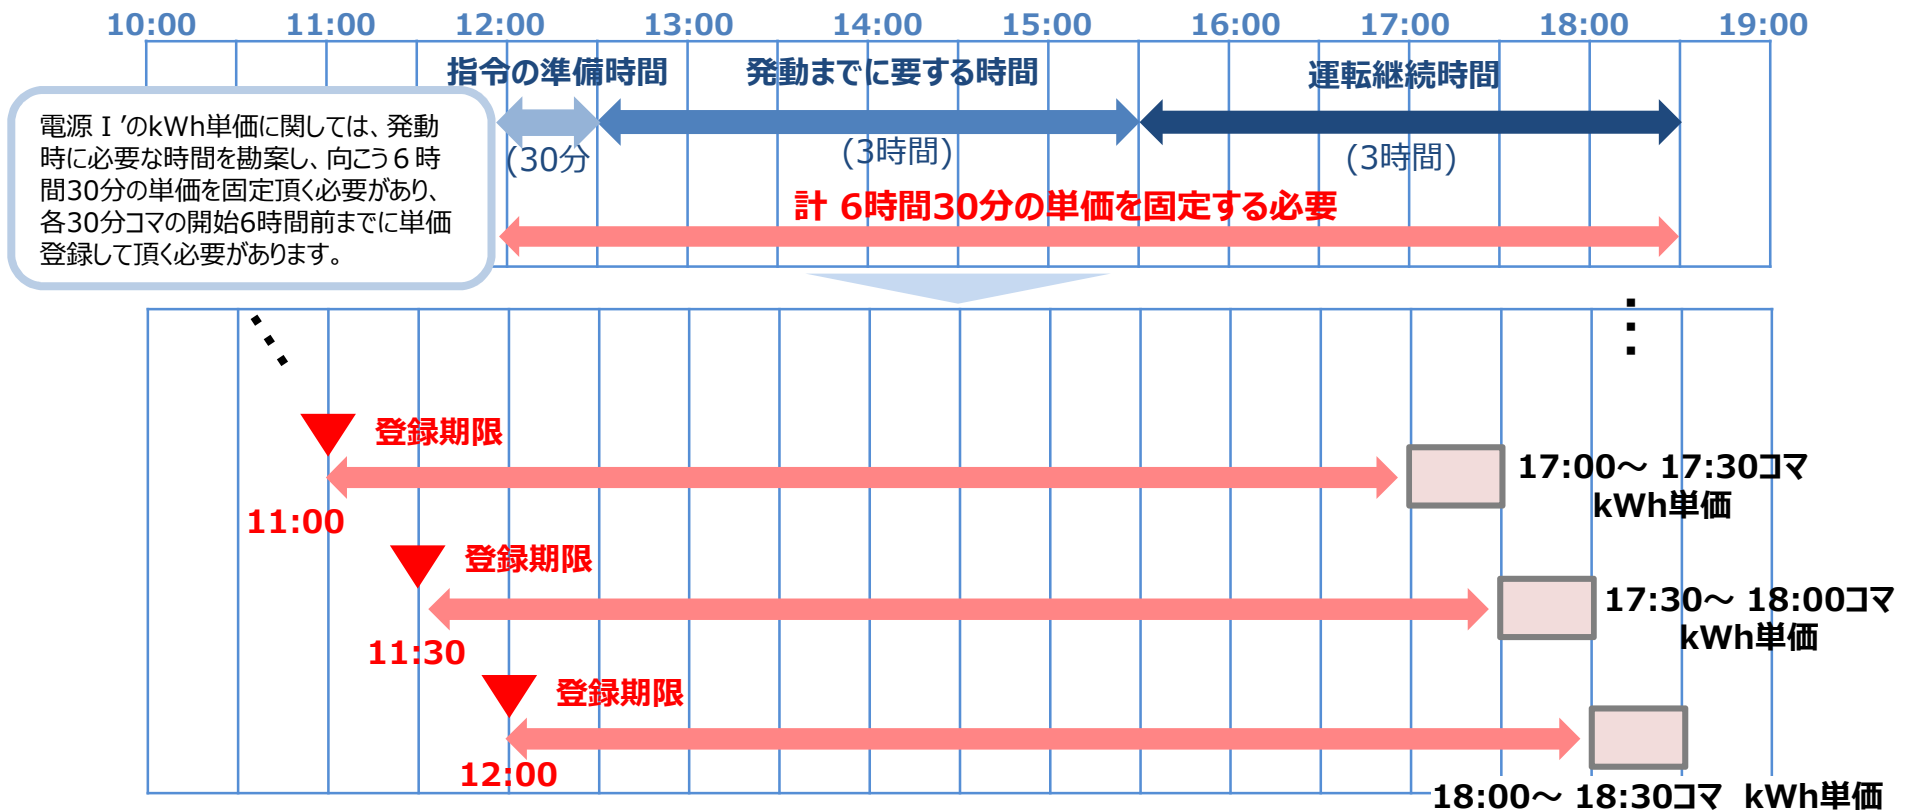 10:00 11:00 12:00 13:00 14:00 15:00 16:00 17:00 18:00 19:00
指令の準備時間 発動までに要する時間 運転継続時間
(30分 (3時間) (3時間)
計 6時間30分の単価を固定する必要
電源Ⅰ’のkWh単価に関しては、発動
時に必要な時間を勘案し、向こう６時
間30分の単価を固定頂く必要があり、
各30分コマの開始6時間前までに単価
登録して頂く必要があります。
登録期限
11:00
17:00～ 17:30コマ
kWh単価
登録期限
11:30
17:30～ 18:00コマ
kWh単価
登録期限
12:00
18:00～ 18:30コマ kWh単価